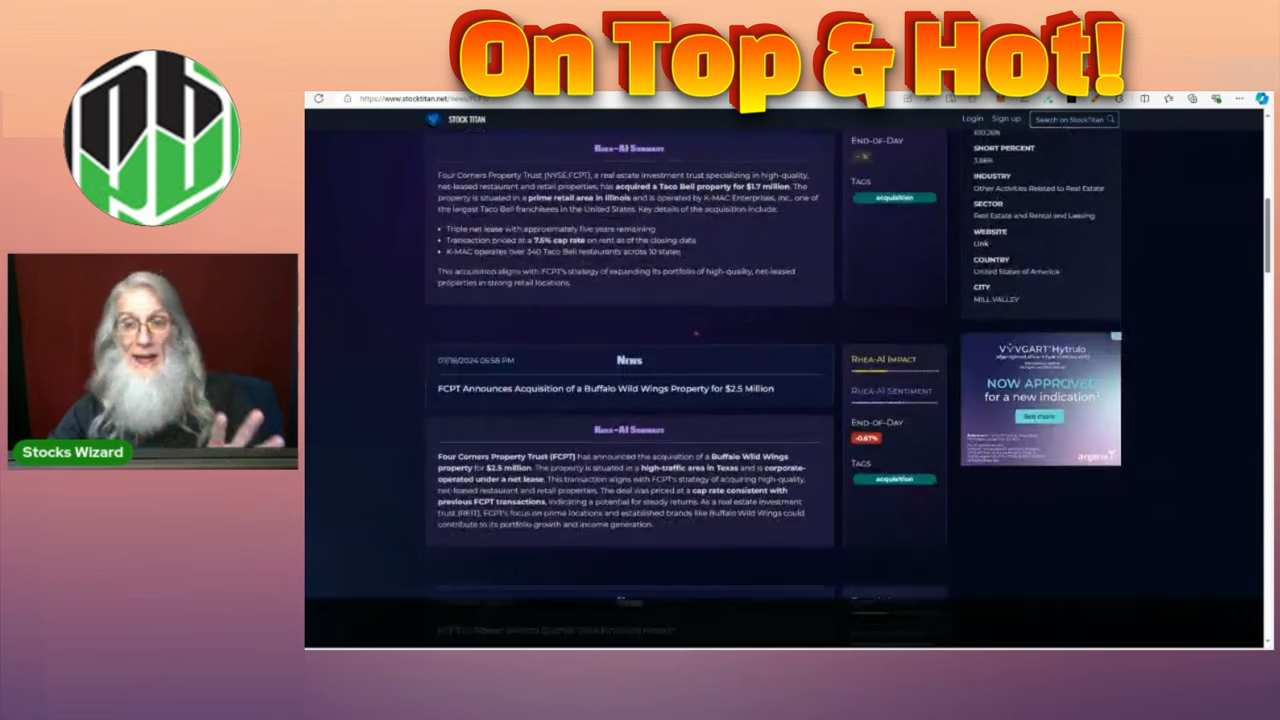 On Top & Hot!
https://www.stocktitan.net/news/
STOCK TITAN
Login
Sign up
Search on StockTitan
Rhea-AI Summary
Four Corners Property Trust (NYSE:FCPT), a real estate investment trust specializing in high-quality,
net-leased restaurant and retail properties, has acquired a Taco Bell property for $1.7 million. The
property is situated in a prime retail area in Illinois and is operated by K-MAC Enterprises, Inc., one of
the largest Taco Bell franchisees in the United States. Key details of the acquisition include:
• Triple net lease with approximately five years remaining
• Transaction priced at a 7.5% cap rate on rent as of the closing date
• K-MAC operates over 340 Taco Bell restaurants across 10 states
This acquisition aligns with FCPT's strategy of expanding its portfolio of high-quality, net-leased
properties in strong retail locations.
End-of-Day
Tags
acquisition
100.26%
SHORT PERCENT
3.86%
INDUSTRY
Other Activities Related to Real Estate
SECTOR
Real Estate and Rental and Leasing
WEBSITE
Link
COUNTRY
United States of America
CITY
MILL VALLEY
Stocks Wizard
07/18/2024 06:58 PM
News
FCPT Announces Acquisition of a Buffalo Wild Wings Property for $2.5 Million
Rhea-AI Summary
Four Corners Property Trust (FCPT) has announced the acquisition of a Buffalo Wild Wings
property for $2.5 million. The property is situated in a high-traffic area in Texas and is corporate-
operated under a net lease. This transaction aligns with FCPT's strategy of acquiring high-quality,
net-leased restaurant and retail properties. The deal was priced at a cap rate consistent with
previous FCPT transactions, indicating a potential for steady returns. As a real estate investment
trust (REIT), FCPT's focus on prime locations and established brands like Buffalo Wild Wings could
contribute to its portfolio growth and income generation.
Rhea-AI Impact
Rhea-AI Sentiment
End-of-Day
-0.67%
Tags
acquisition
VYVGART Hytrulo
NOW APPROVED
for a new indication
See more
argenx